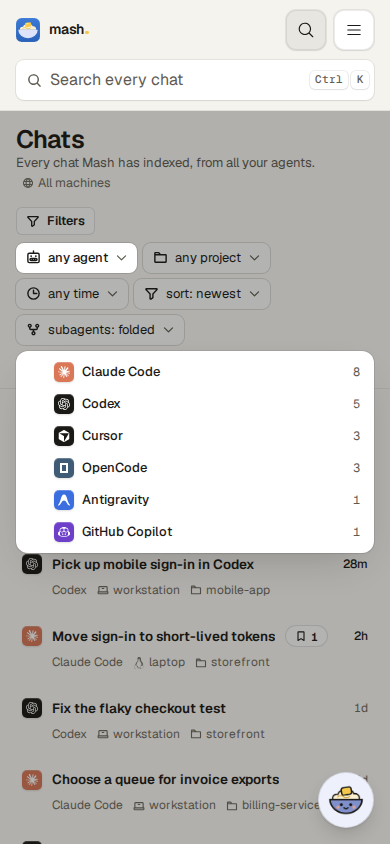 mash.
Search every chat
Ctrl K
Chats
Every chat Mash has indexed, from all your agents.
All machines
Filters
any agent
any project
any time
sort: newest
subagents: folded
Claude Code 8
Codex 5
Cursor 3
OpenCode 3
Antigravity 1
GitHub Copilot 1
Pick up mobile sign-in in Codex 28m
Codex workstation mobile-app
Move sign-in to short-lived tokens 1 2h
Claude Code laptop storefront
Fix the flaky checkout test 1d
Codex workstation storefront
Choose a queue for invoice exports
Claude Code workstation billing-service